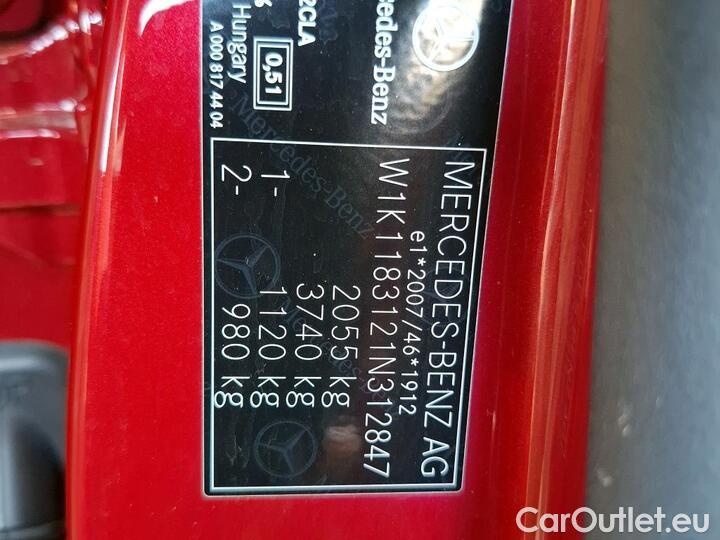 Mercedes-Benz
2CLA
Hungary
0,51
A 000 817 44 04
MERCEDES-BENZ AG
e1*2007/46*1912
W1K1183121N312847
2055 kg
3740 kg
1- 1120 kg
2- 980 kg
CarOutlet.eu